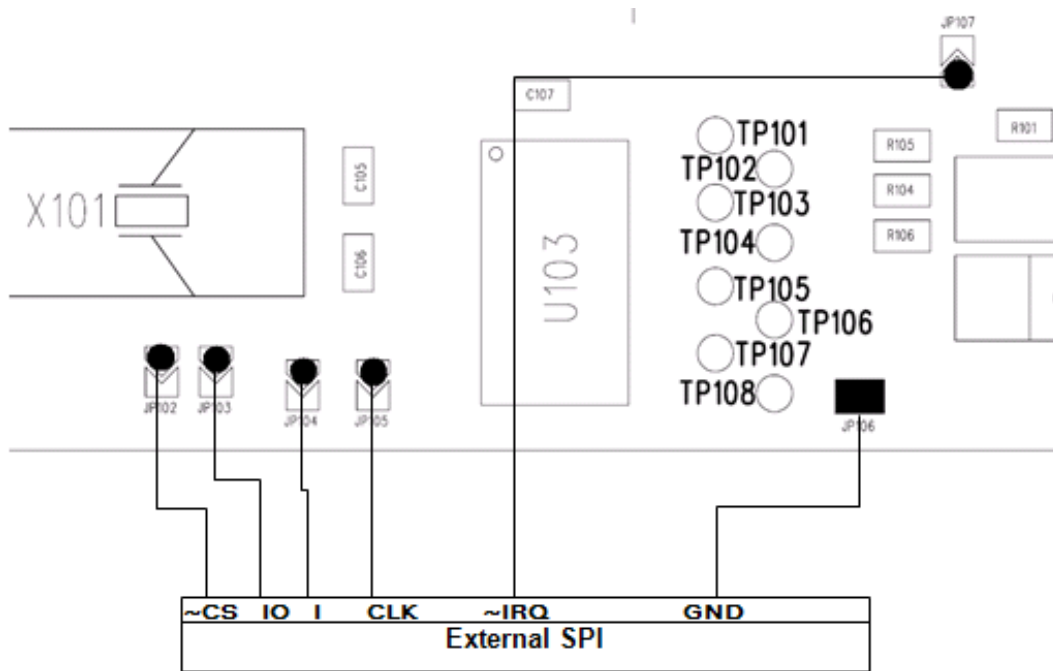 JP107
C107
TP101
R101
R105
TP102
C105
R104
X101
TP103
TP104
R106
C106
U103
TP105
TP106
TP107
TP108
JP102
JP103
JP104
JP105
JP106
~CS IO I CLK ~IRQ GND
External SPI